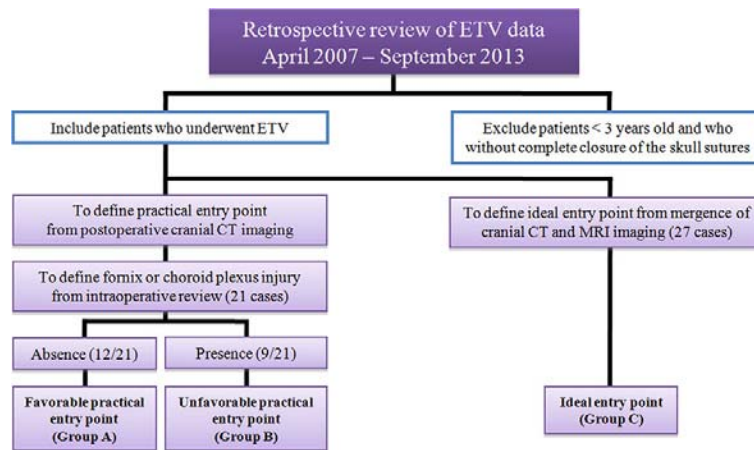 Retrospective review of ETV data
April 2007 – September 2013
Include patients who underwent ETV
Exclude patients < 3 years old and who
without complete closure of the skull sutures
To define practical entry point
from postoperative cranial CT imaging
To define ideal entry point from mergence of
cranial CT and MRI imaging (27 cases)
To define fornix or choroid plexus injury
from intraoperative review (21 cases)
Absence (12/21)
Presence (9/21)
Favorable practical
entry point
(Group A)
Unfavorable practical
entry point
(Group B)
Ideal entry point
(Group C)